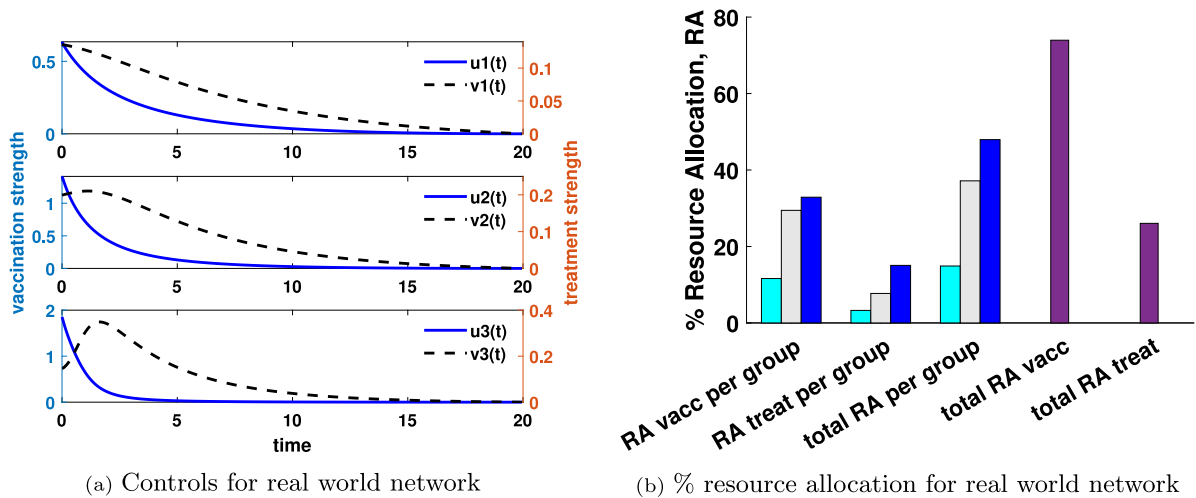 vaccination strength
0.5
0
0.1
0.05
0
u1(t)
v1(t)
0 5 10 15 20
1
0.5
0
0.2
0.1
0
u2(t)
v2(t)
0 5 10 15 20
2
1
0
0.4
0.2
0
u3(t)
v3(t)
0 5 10 15 20
time
treatment strength
(a) Controls for real world network
% Resource Allocation, RA
80
60
40
20
0
RA vacc per group
RA treat per group
total RA per group
total RA vacc
total RA treat
(b) % resource allocation for real world network